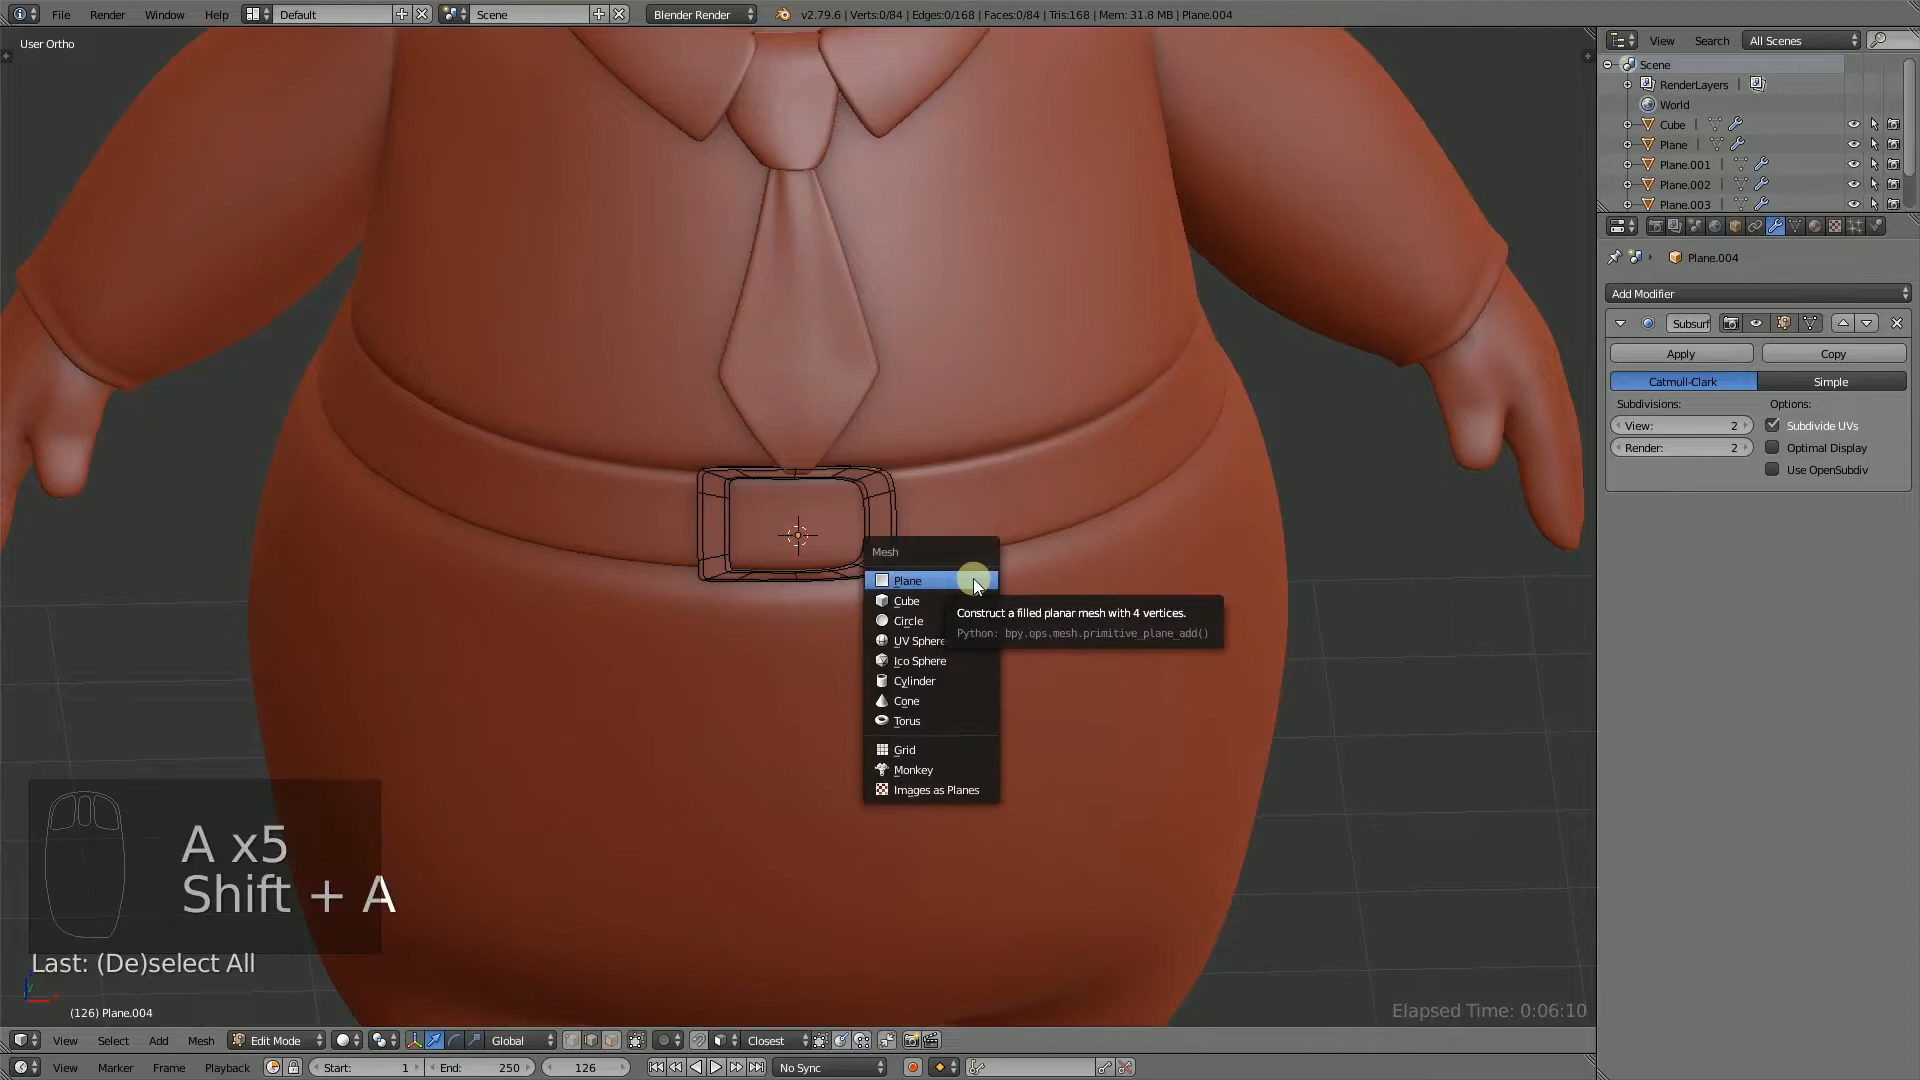 File Render Window Help Default Scene Blender Render v2.79.6 | Verts:0/84 | Edges:0/168 | Faces:0/84 | Tris:168 | Mem: 31.8 MB | Plane.004
User Ortho
View Search All Scenes
Scene
RenderLayers |
World
Cube |
Plane |
Plane.001 |
Plane.002 |
Plane.003 |
Plane.004
Add Modifier
Subsurf
Apply Copy
Catmull-Clark Simple
Subdivisions: Options:
View: 2 Subdivide UVs
Render: 2 Optimal Display
Use OpenSubdiv
Mesh
Plane
Cube
Circle
UV Sphere
Ico Sphere
Cylinder
Cone
Torus
Grid
Monkey
Images as Planes
Construct a filled planar mesh with 4 vertices.
Python: bpy.ops.mesh.primitive_plane_add()
A x5
Shift + A
Last: (De)select All
y
(126) Plane.004
Elapsed Time: 0:06:10
View Select Add Mesh Edit Mode Global Closest
View Marker Frame Playback Start: 1 End: 250 126 No Sync